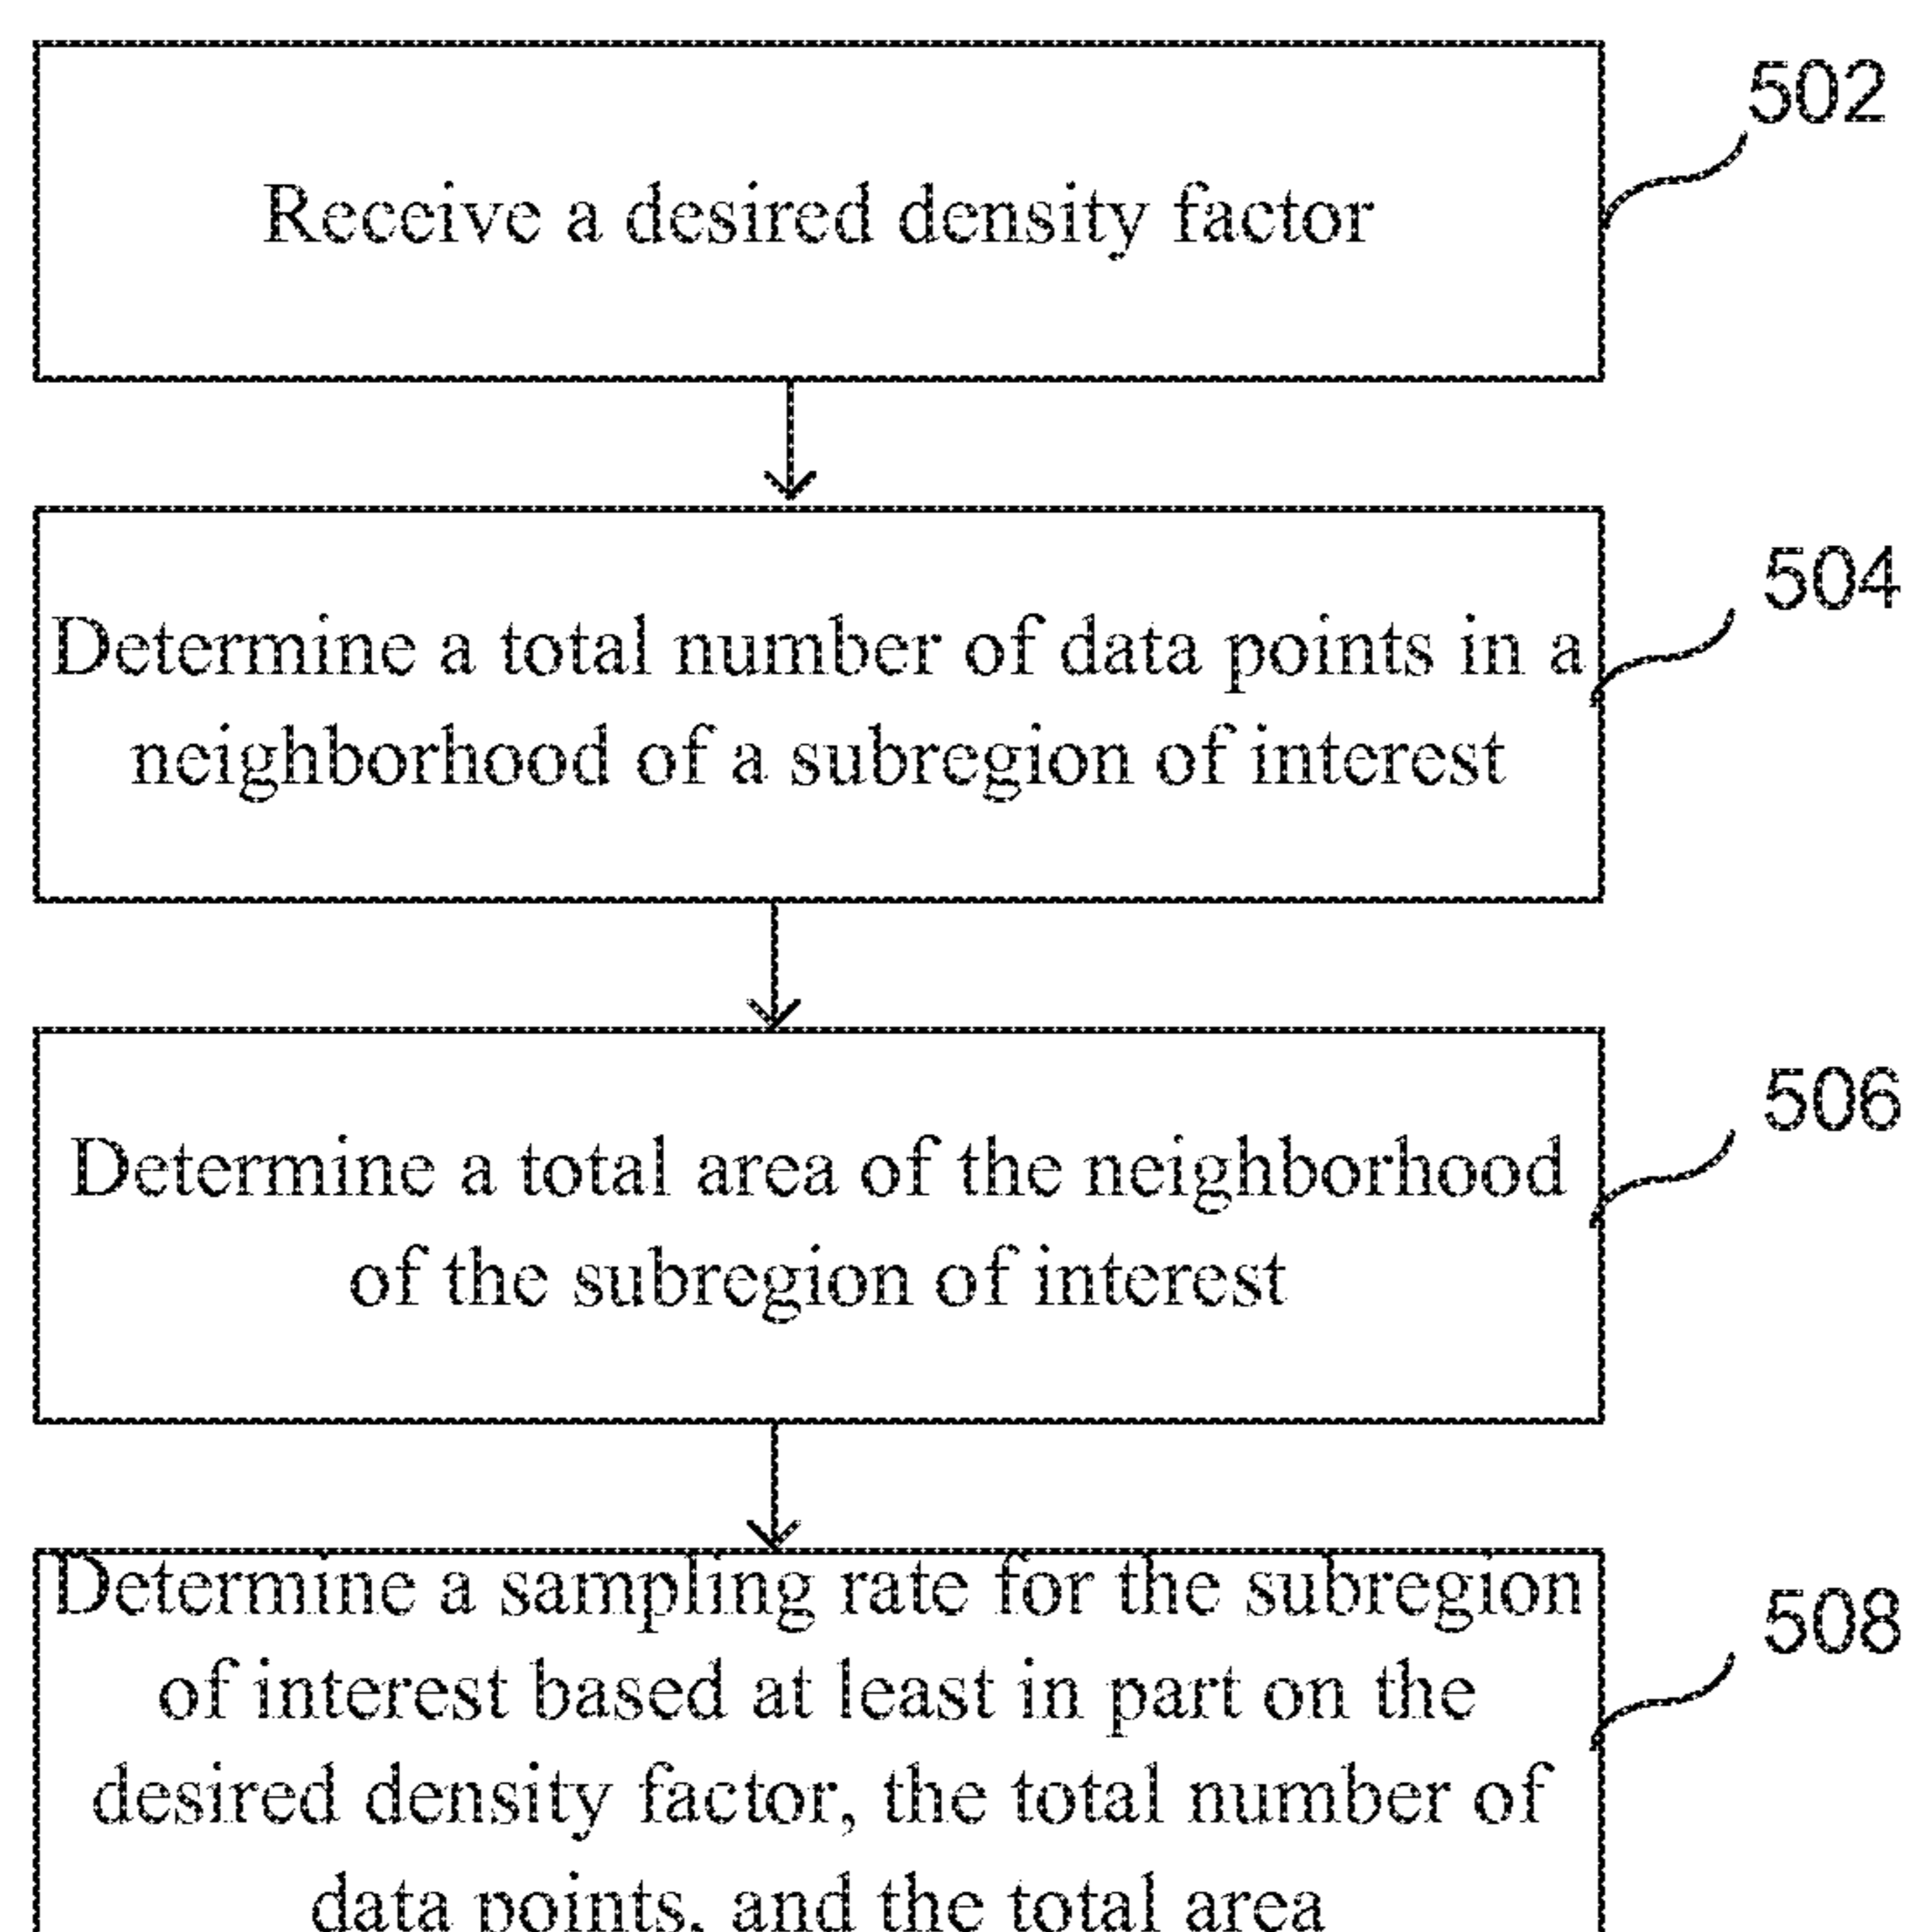 502
Receive a desired density factor
504
Determine a total number of data points in a
neighborhood of a subregion of interest
506
Determine a total area of the neighborhood
of the subregion of interest
508
Determine a sampling rate for the subregion
of interest based at least in part on the
desired density factor, the total number of
data points, and the total area